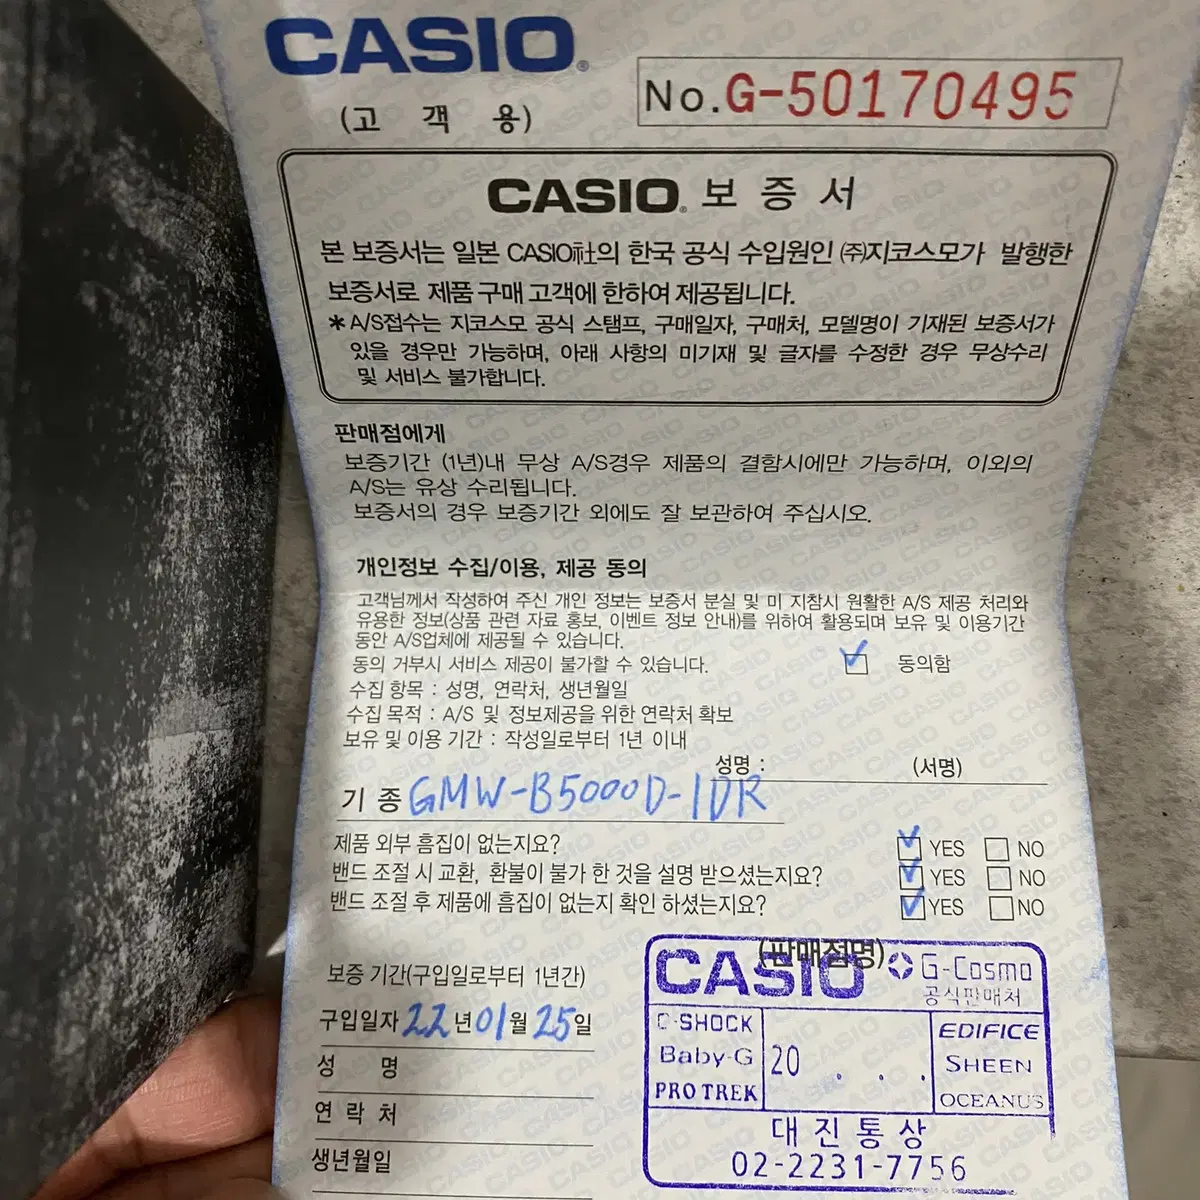 CASIO®
(고 객 용)
No.G-50170495
CASIO® 보 증 서
본 보증서는 일본 CASIO社의 한국 공식 수입원인 ㈜지코스모가 발행한
보증서로 제품 구매 고객에 한하여 제공됩니다.
*A/S접수는 지코스모 공식 스탬프, 구매일자, 구매처, 모델명이 기재된 보증서가
있을 경우만 가능하며, 아래 사항의 미기재 및 글자를 수정한 경우 무상수리
및 서비스 불가합니다.
판매점에게
보증기간 (1년)내 무상 A/S경우 제품의 결함시에만 가능하며, 이외의
A/S는 유상 수리됩니다.
보증서의 경우 보증기간 외에도 잘 보관하여 주십시오.
개인정보 수집/이용, 제공 동의
고객님께서 작성하여 주신 개인 정보는 보증서 분실 및 미 지참시 원활한 A/S 제공 처리와
유용한 정보(상품 관련 자료 홍보, 이벤트 정보 안내)를 위하여 활용되며 보유 및 이용기간
동안 A/S업체에 제공될 수 있습니다.
동의 거부시 서비스 제공이 불가할 수 있습니다. 동의함
수집 항목 : 성명, 연락처, 생년월일
수집 목적 : A/S 및 정보제공을 위한 연락처 확보
보유 및 이용 기간 : 작성일로부터 1년 이내
성명 : (서명)
기 종 GMW-B5000D-1DR
제품 외부 흠집이 없는지요? YES NO
밴드 조절 시 교환, 환불이 불가 한 것을 설명 받으셨는지요? YES NO
밴드 조절 후 제품에 흠집이 없는지 확인 하셨는지요? YES NO
(판매점명)
보증 기간(구입일로부터 1년간)
구입일자 22년 01월 25일
성 명
연 락 처
생년월일
CASIO G-Cosmo
공식판매처
G-SHOCK
Baby-G
PRO TREK
20 . . .
EDIFICE
SHEEN
OCEANUS
대진통상
02-2231-7756